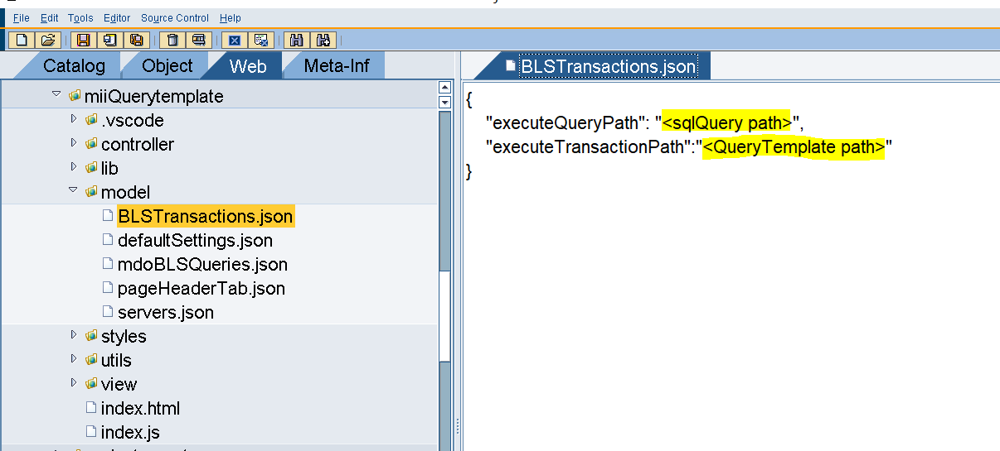 File Edit Tools Editor Source Control Help
Catalog Object Web Meta-Inf
BLSTransactions.json
miiQuerytemplate
.vscode
controller
lib
model
BLSTransactions.json
defaultSettings.json
mdoBLSQueries.json
pageHeaderTab.json
servers.json
styles
utils
view
index.html
index.js
{
"executeQueryPath": "<sqlQuery path>",
"executeTransactionPath":"<QueryTemplate path>"
}